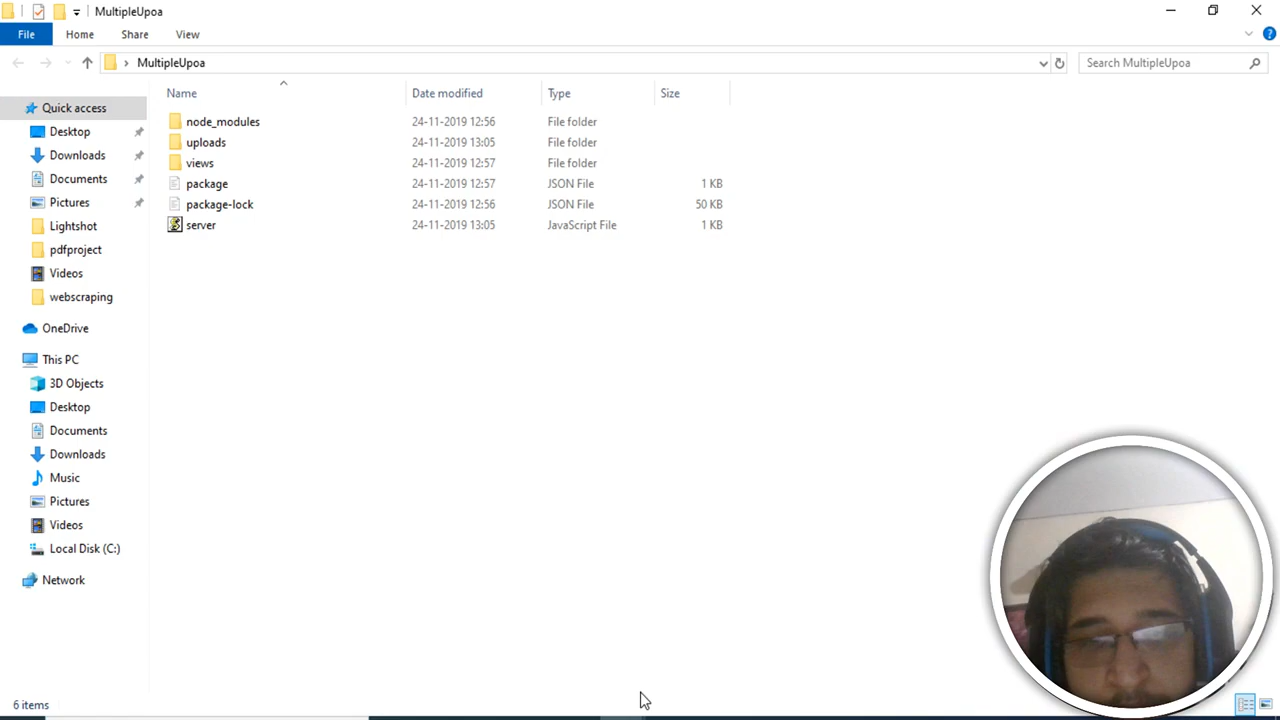 MultipleUpoa
File Home Share View
MultipleUpoa Search MultipleUpoa
Name Date modified Type Size
node_modules 24-11-2019 12:56 File folder
uploads 24-11-2019 13:05 File folder
views 24-11-2019 12:57 File folder
package 24-11-2019 12:57 JSON File 1 KB
package-lock 24-11-2019 12:56 JSON File 50 KB
server 24-11-2019 13:05 JavaScript File 1 KB
Quick access
Desktop
Downloads
Documents
Pictures
Lightshot
pdfproject
Videos
webscraping
OneDrive
This PC
3D Objects
Desktop
Documents
Downloads
Music
Pictures
Videos
Local Disk (C:)
Network
6 items